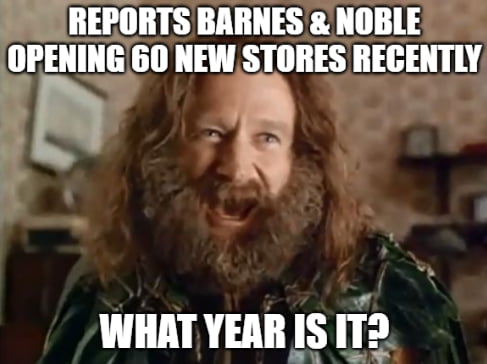 REPORTS BARNES & NOBLE
OPENING 60 NEW STORES RECENTLY
WHAT YEAR IS IT?